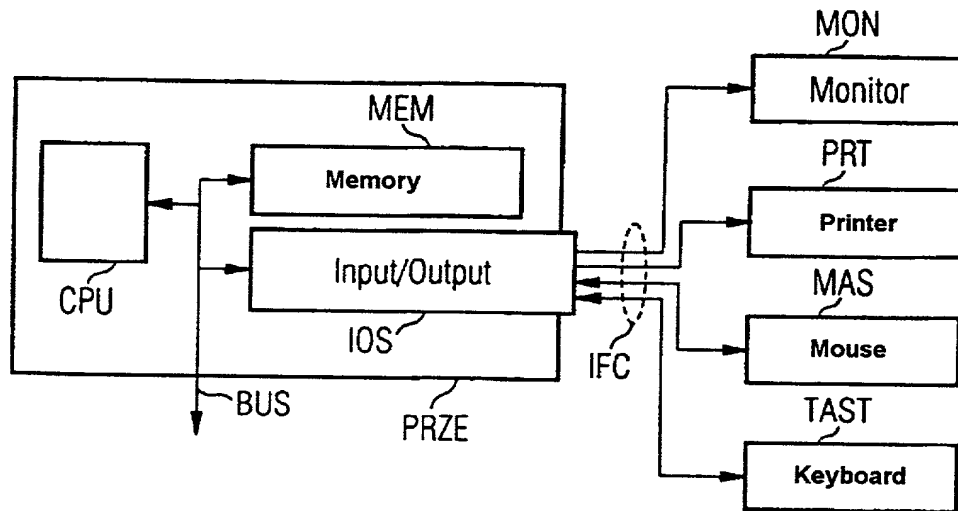 MON
Monitor
MEM
Memory
PRT
Printer
CPU
Input/Output
IOS
IFC
MAS
Mouse
BUS
PRZE
TAST
Keyboard